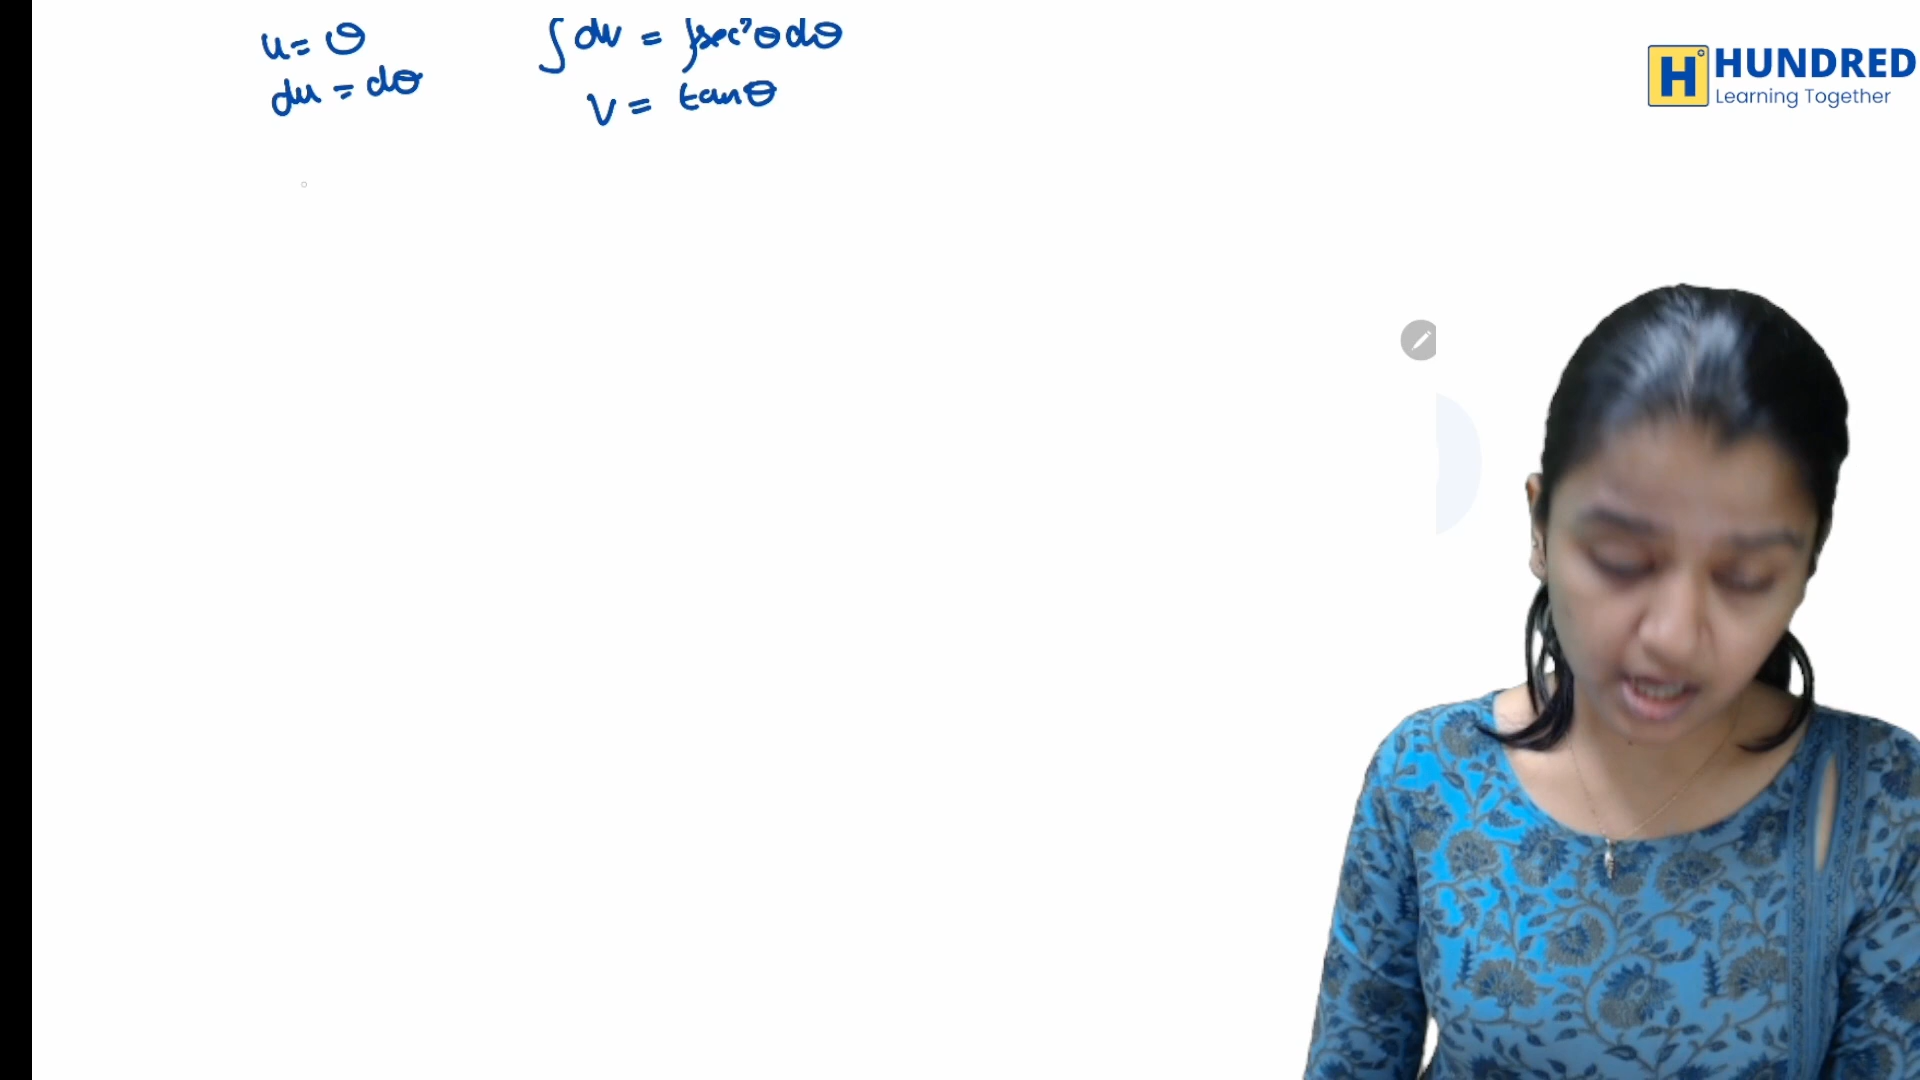 u = θ
du = dθ
∫ dv = ∫sec²θ dθ
v = tanθ
H° HUNDRED
Learning Together